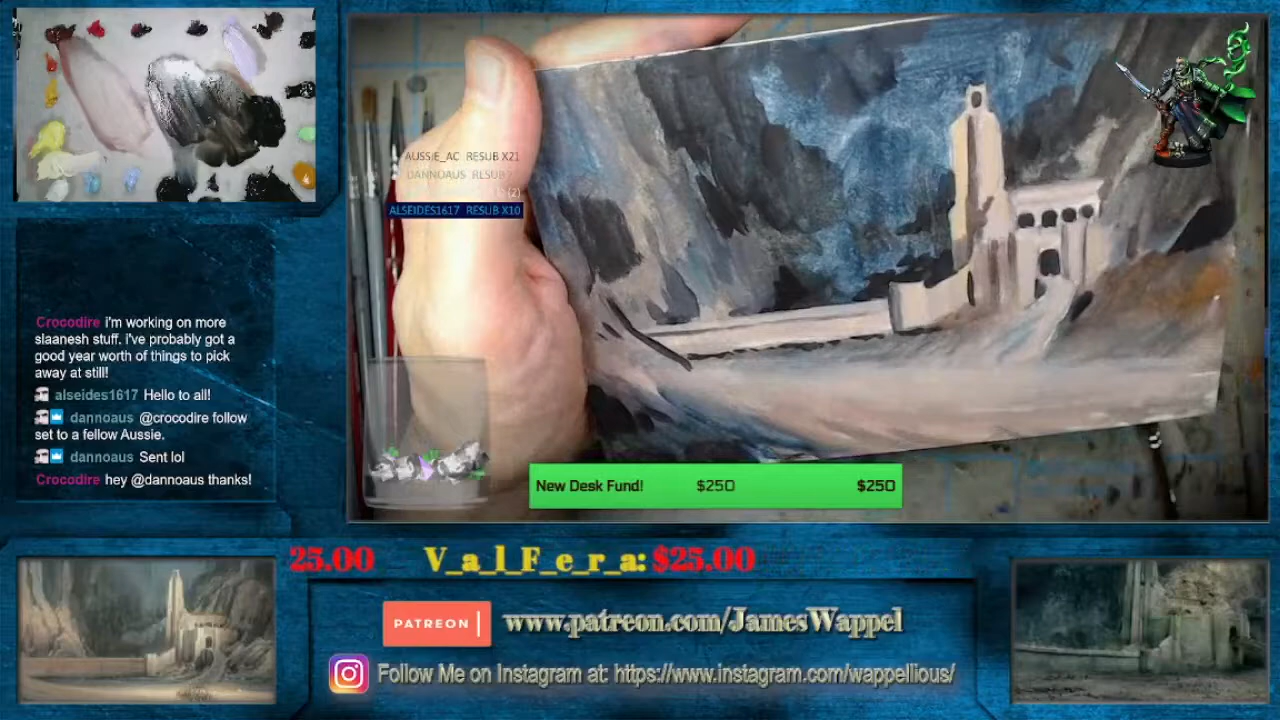 AUSSIE_AC RESUB X21
DANNOAUS RESUB
(2)
ALSEIDES1617 RESUB X10
Crocodire i'm working on more
slaanesh stuff. i've probably got a
good year worth of things to pick
away at still!
alseides1617 Hello to all!
dannoaus @crocodire follow
set to a fellow Aussie.
dannoaus Sent lol
Crocodire hey @dannoaus thanks!
New Desk Fund! $250 $250
25.00 V_a_l_F_e_r_a: $25.00
PATREON www.patreon.com/JamesWappel
Follow Me on Instagram at: https://www.instagram.com/wappellious/